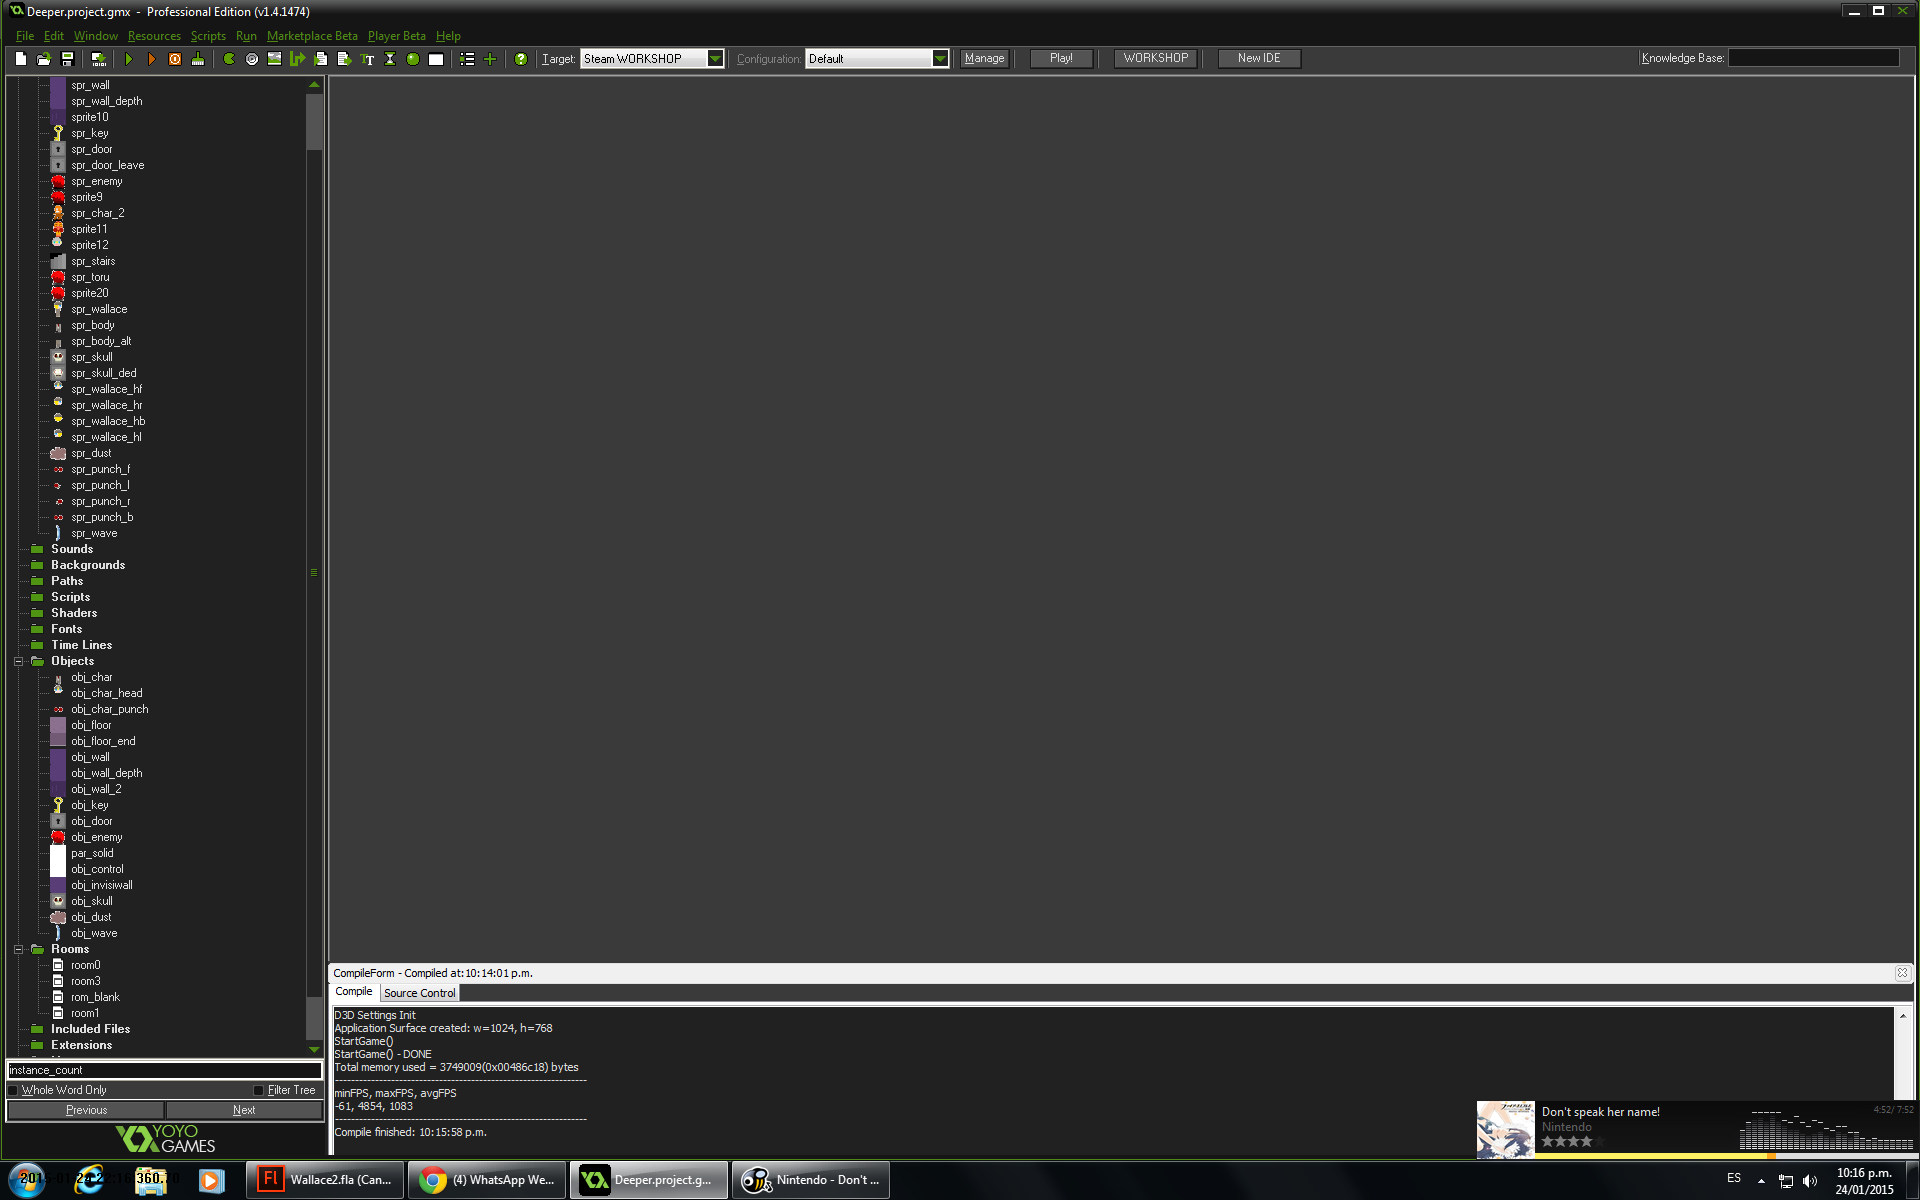 Deeper.project.gmx - Professional Edition (v1.4.1474)
File Edit Window Resources Scripts Run Marketplace Beta Player Beta Help
Target: Steam WORKSHOP Configuration: Default Manage Play! WORKSHOP New IDE Knowledge Base:
spr_wall
spr_wall_depth
sprite10
spr_key
spr_door
spr_door_leave
spr_enemy
sprite9
spr_char_2
sprite11
sprite12
spr_stairs
spr_toru
sprite20
spr_wallace
spr_body
spr_body_alt
spr_skull
spr_skull_ded
spr_wallace_hf
spr_wallace_hr
spr_wallace_hb
spr_wallace_hl
spr_dust
spr_punch_f
spr_punch_l
spr_punch_r
spr_punch_b
spr_wave
Sounds
Backgrounds
Paths
Scripts
Shaders
Fonts
Time Lines
Objects
obj_char
obj_char_head
obj_char_punch
obj_floor
obj_floor_end
obj_wall
obj_wall_depth
obj_wall_2
obj_key
obj_door
obj_enemy
par_solid
obj_control
obj_invisiwall
obj_skull
obj_dust
obj_wave
Rooms
room0
room3
rom_blank
room1
Included Files
Extensions
instance_count
Whole Word Only Filter Tree
Previous Next
YOYO
GAMES
CompileForm - Compiled at:10:14:01 p.m.
Compile Source Control
D3D Settings Init
Application Surface created: w=1024, h=768
StartGame()
StartGame() - DONE
Total memory used = 3749009(0x00486c18) bytes
minFPS, maxFPS, avgFPS
-61, 4854, 1083
Compile finished: 10:15:58 p.m.
Don't speak her name! 4:52/ 7:52
Nintendo
Wallace2.fla (Can...
(4) WhatsApp We...
Deeper.project.g...
Nintendo - Don't ...
ES
10:16 p.m.
24/01/2015